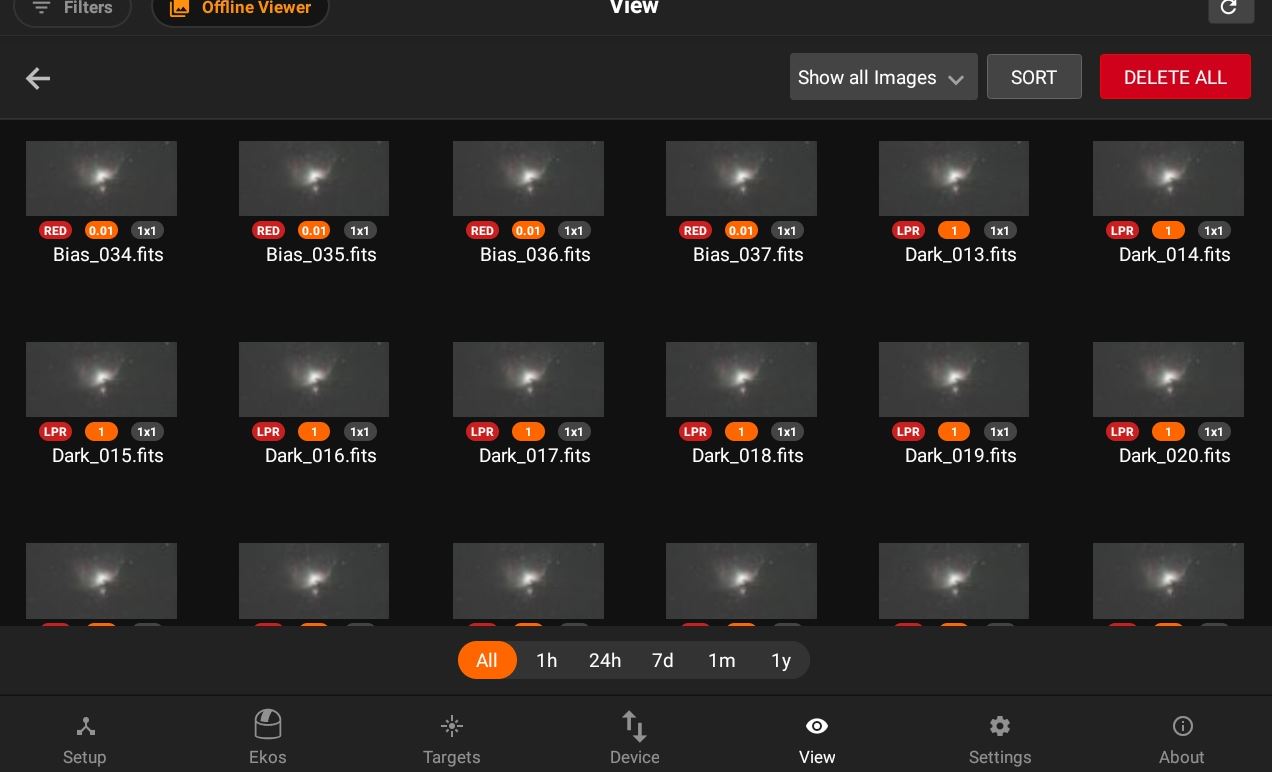 Filters Offline Viewer View
Show all Images SORT DELETE ALL
RED 0.01 1x1 RED 0.01 1x1 RED 0.01 1x1 RED 0.01 1x1 LPR 1 1x1 LPR 1 1x1
Bias_034.fits Bias_035.fits Bias_036.fits Bias_037.fits Dark_013.fits Dark_014.fits
LPR 1 1x1 LPR 1 1x1 LPR 1 1x1 LPR 1 1x1 LPR 1 1x1 LPR 1 1x1
Dark_015.fits Dark_016.fits Dark_017.fits Dark_018.fits Dark_019.fits Dark_020.fits
All 1h 24h 7d 1m 1y
Setup Ekos Targets Device View Settings About